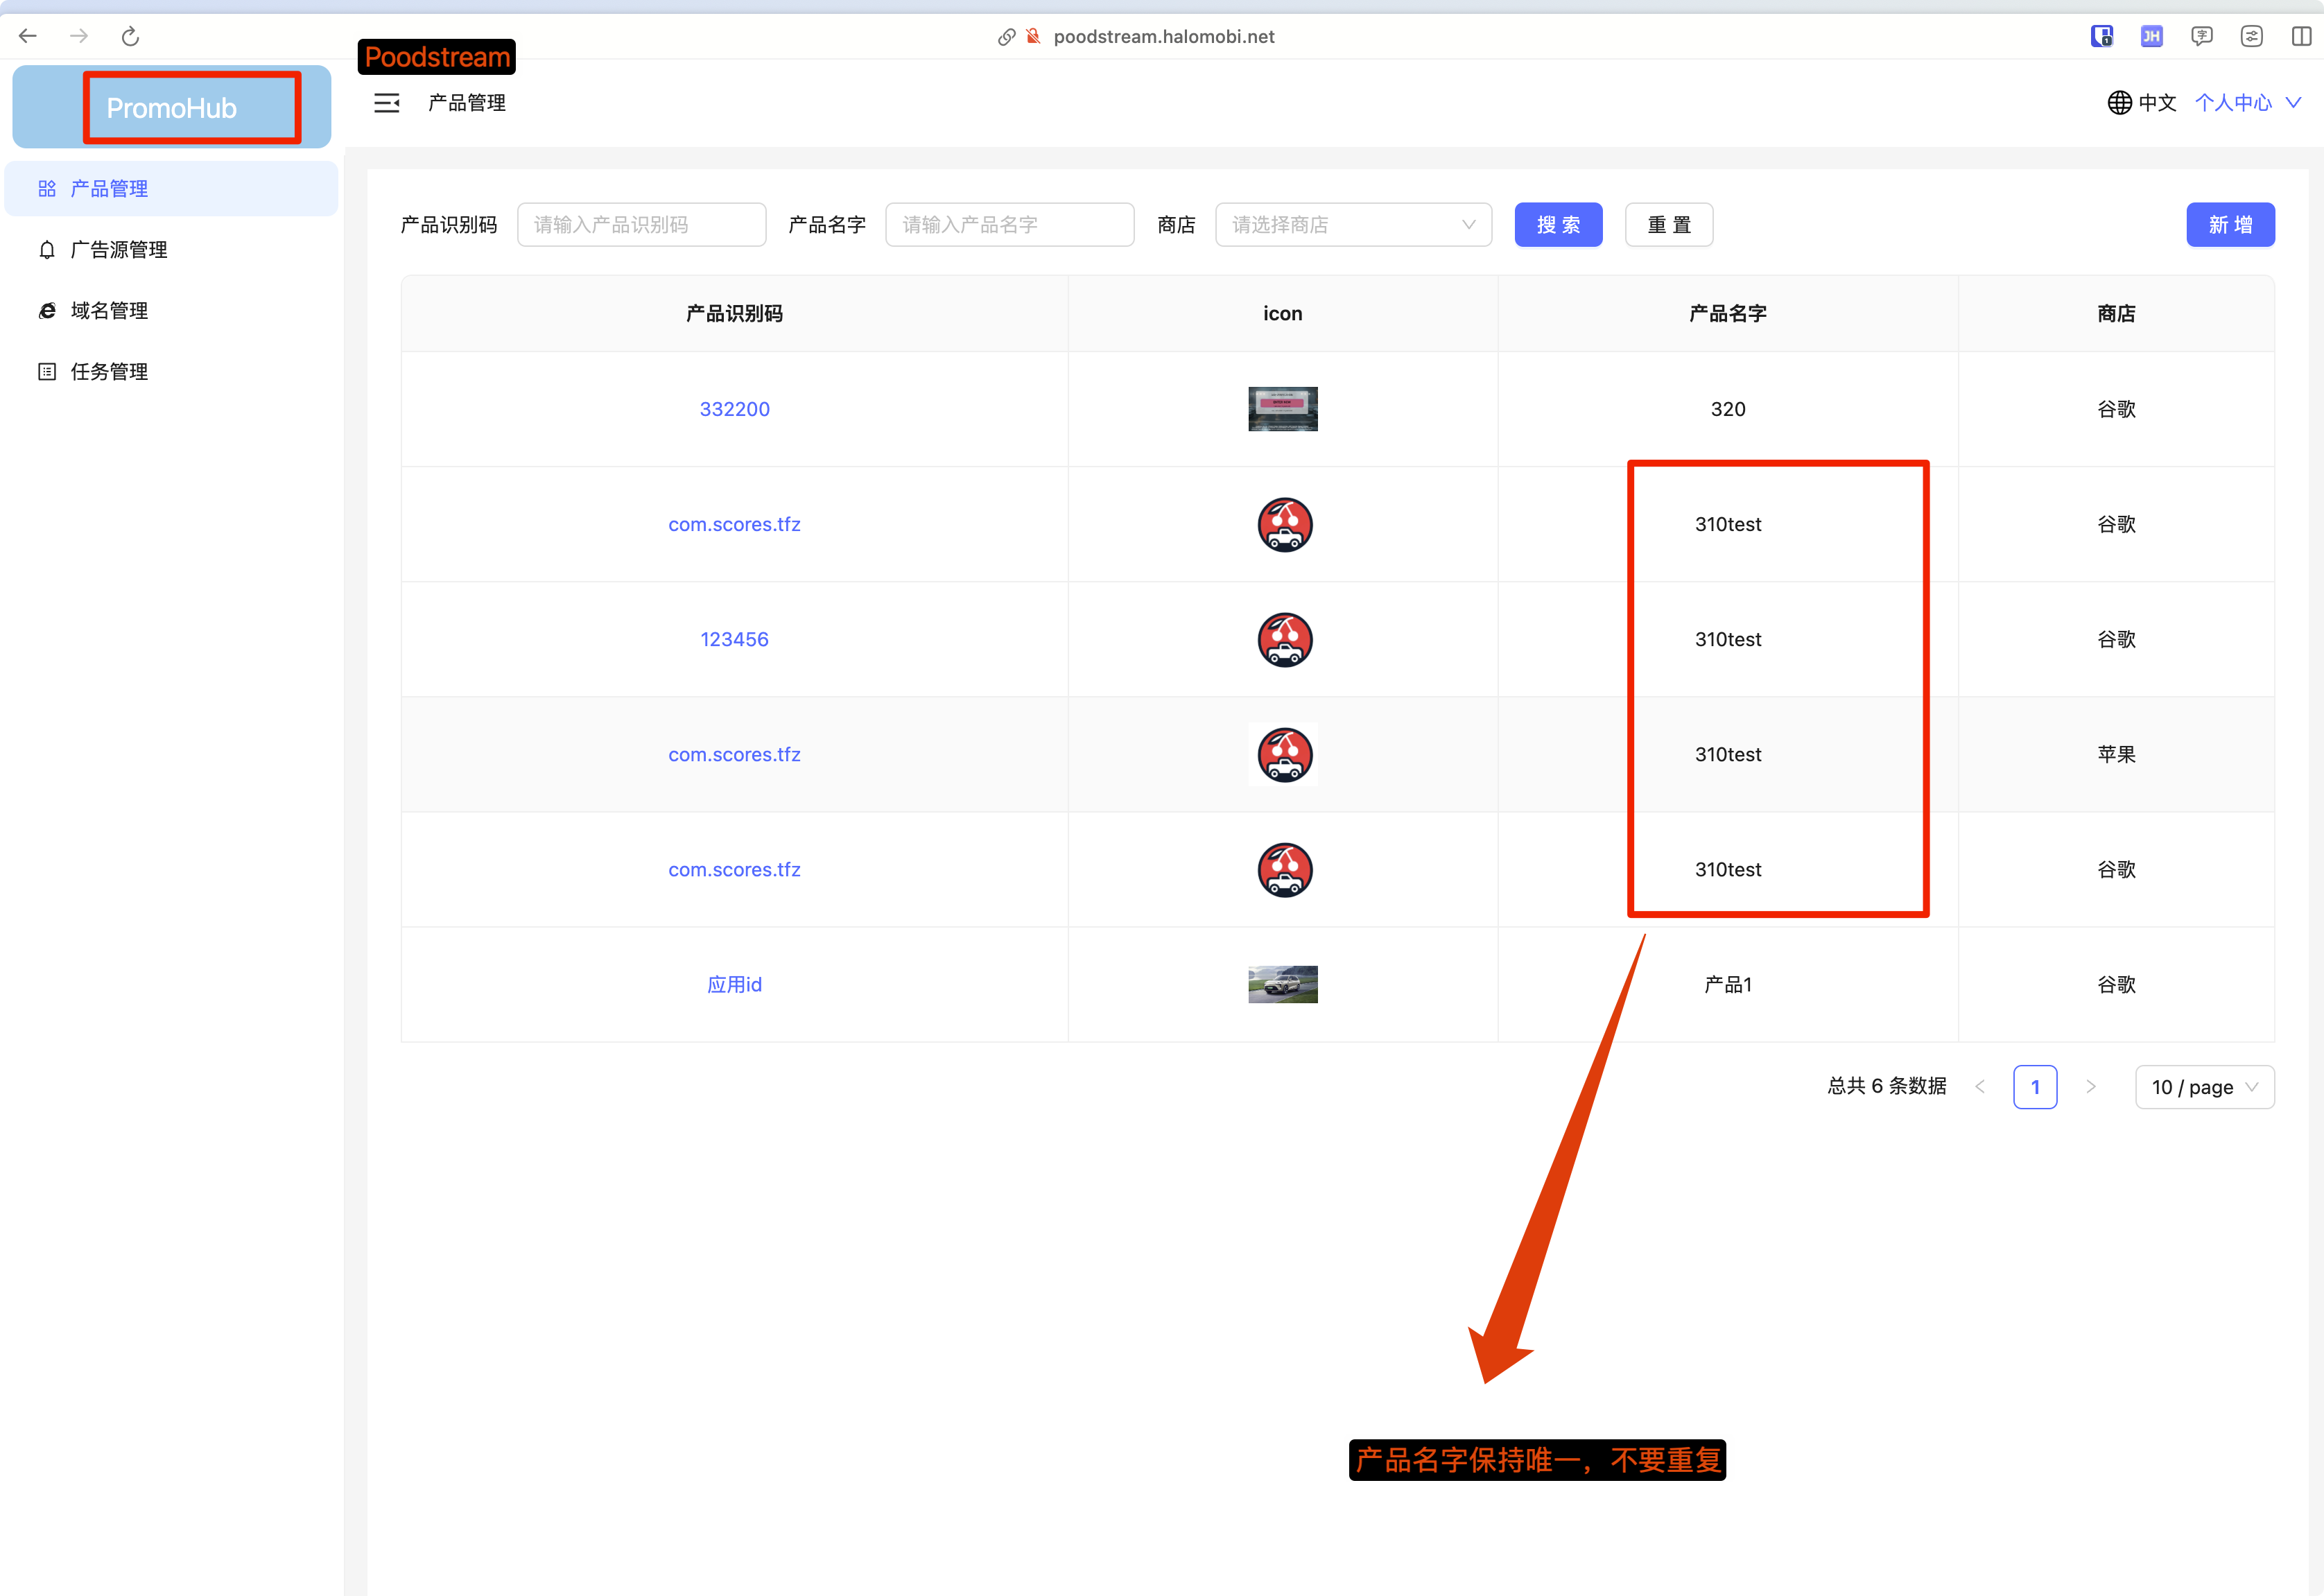 poodstream.halomobi.net
JH
字
Poodstream
PromoHub
产品管理
中文 个人中心
产品管理
广告源管理
域名管理
任务管理
产品识别码 请输入产品识别码 产品名字 请输入产品名字 商店 请选择商店 搜 索 重 置 新 增
产品识别码 icon 产品名字 商店
332200 320 谷歌
com.scores.tfz 310test 谷歌
123456 310test 谷歌
com.scores.tfz 310test 苹果
com.scores.tfz 310test 谷歌
应用id 产品1 谷歌
总共 6 条数据 1 10 / page
产品名字保持唯一，不要重复